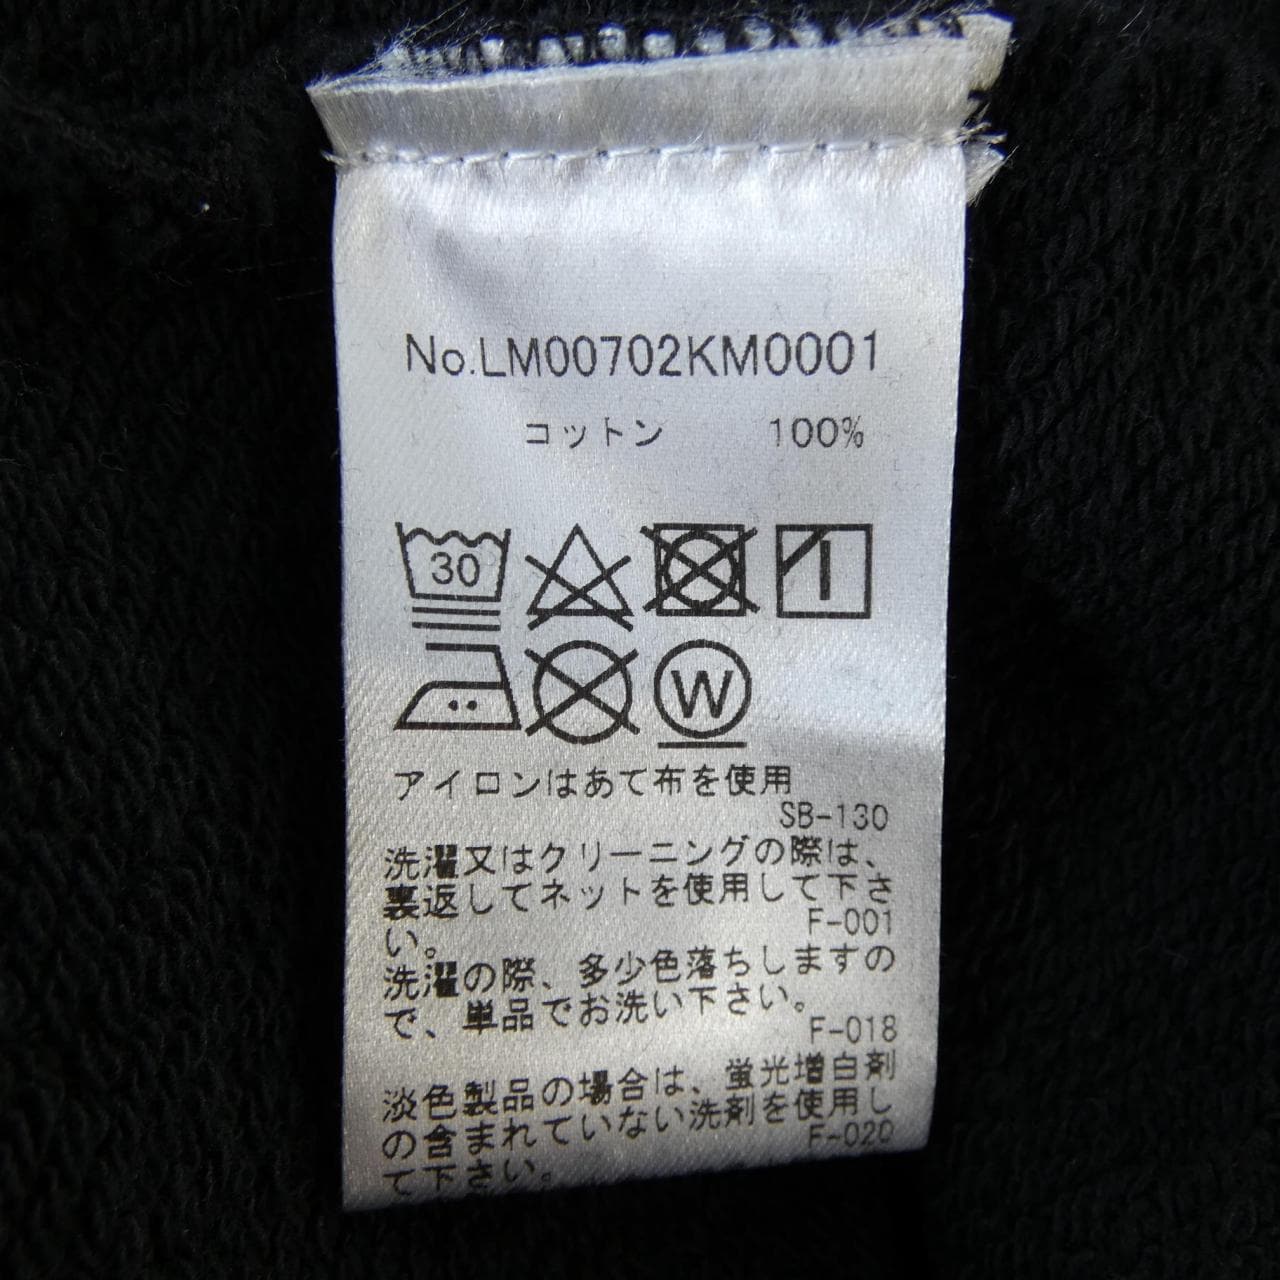 No.LM00702KM0001
コットン 100%
30
W
アイロンはあて布を使用
SB-130
洗濯又はクリーニングの際は、
裏返してネットを使用して下さ
F-001
い。
洗濯の際、多少色落ちしますの
で、単品でお洗い下さい。
F-018
淡色製品の場合は、蛍光増白剤
の含まれていない洗剤を使用し
F-020
て下さい。